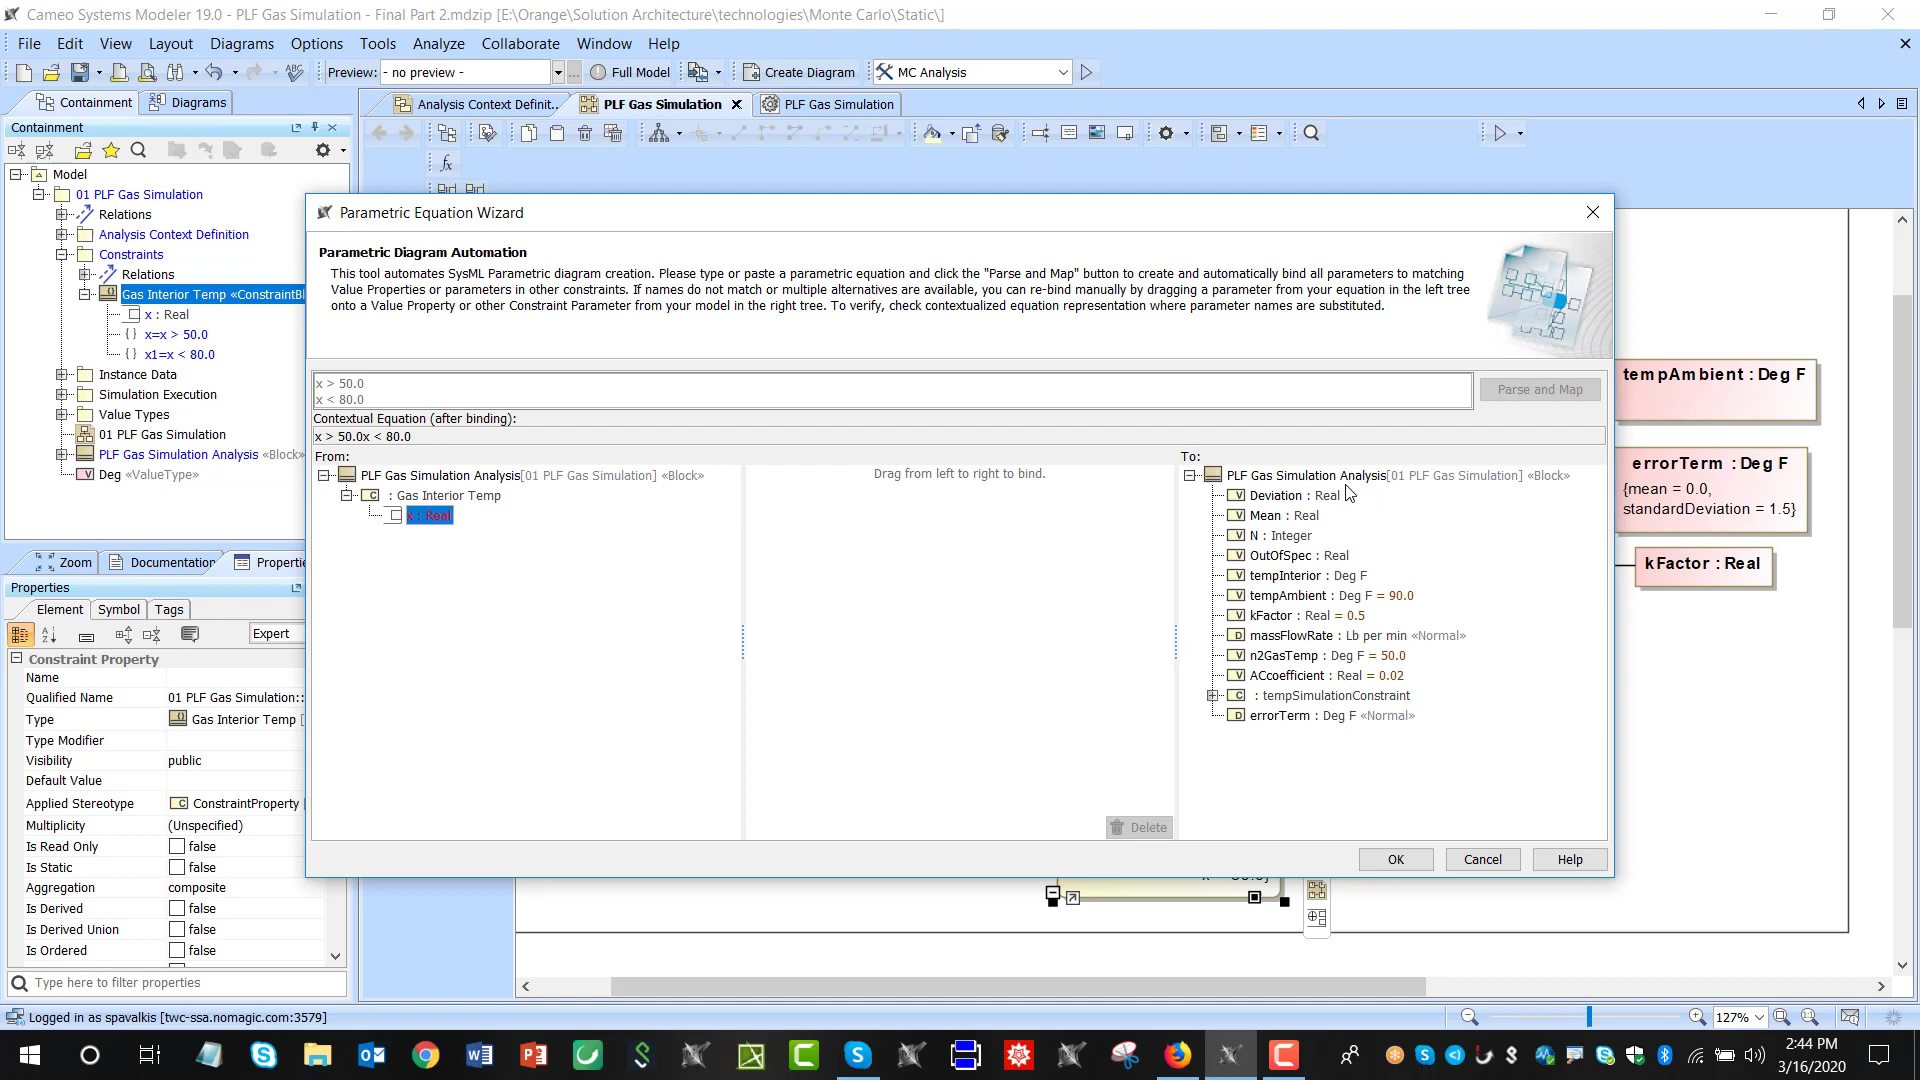 Cameo Systems Modeler 19.0 - PLF Gas Simulation - Final Part 2.mdzip [E:\Orange\Solution Architecture\technologies\Monte Carlo\Static\]
File Edit View Layout Diagrams Options Tools Analyze Collaborate Window Help
Preview: - no preview - ... Full Model Create Diagram MC Analysis
Containment Diagrams
Analysis Context Definit.. PLF Gas Simulation PLF Gas Simulation
Containment
Model
01 PLF Gas Simulation
Relations
Analysis Context Definition
Constraints
Relations
Gas Interior Temp «ConstraintBl
x : Real
x=x > 50.0
x1=x < 80.0
Instance Data
Simulation Execution
Value Types
01 PLF Gas Simulation
PLF Gas Simulation Analysis «Block»
Deg «ValueType»
Zoom Documentation Properti
Properties
Element Symbol Tags
Expert
Constraint Property
Name
Qualified Name 01 PLF Gas Simulation::
Type Gas Interior Temp [
Type Modifier
Visibility public
Default Value
Applied Stereotype ConstraintProperty
Multiplicity (Unspecified)
Is Read Only false
Is Static false
Aggregation composite
Is Derived false
Is Derived Union false
Is Ordered false
Type here to filter properties
Parametric Equation Wizard
Parametric Diagram Automation
This tool automates SysML Parametric diagram creation. Please type or paste a parametric equation and click the "Parse and Map" button to create and automatically bind all parameters to matching
Value Properties or parameters in other constraints. If names do not match or multiple alternatives are available, you can re-bind manually by dragging a parameter from your equation in the left tree
onto a Value Property or other Constraint Parameter from your model in the right tree. To verify, check contextualized equation representation where parameter names are substituted.
x > 50.0
x < 80.0
Parse and Map
Contextual Equation (after binding):
x > 50.0x < 80.0
From:
PLF Gas Simulation Analysis[01 PLF Gas Simulation] «Block»
: Gas Interior Temp
x : Real
Drag from left to right to bind.
Delete
To:
PLF Gas Simulation Analysis[01 PLF Gas Simulation] «Block»
Deviation : Real
Mean : Real
N : Integer
OutOfSpec : Real
tempInterior : Deg F
tempAmbient : Deg F = 90.0
kFactor : Real = 0.5
massFlowRate : Lb per min «Normal»
n2GasTemp : Deg F = 50.0
ACcoefficient : Real = 0.02
: tempSimulationConstraint
errorTerm : Deg F «Normal»
OK Cancel Help
tempAmbient : Deg F
errorTerm : Deg F
{mean = 0.0,
standardDeviation = 1.5}
kFactor : Real
Logged in as spavalkis [twc-ssa.nomagic.com:3579]
127%
2:44 PM
3/16/2020